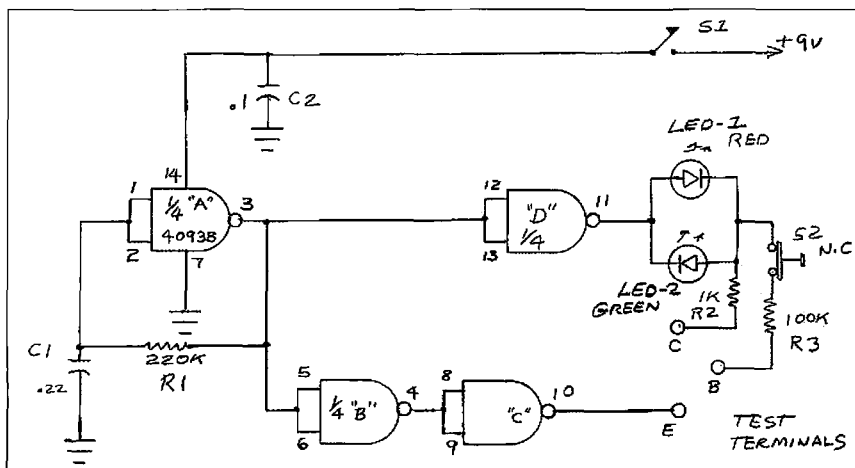 S1
+9V
.1
C2
LED-1
RED
14
1
1/4 "A"
3
12
11
"D"
40938
1/4
2
7
13
S2
N.C
LED-2
GREEN
1K
R2
100K
R3
C1
220K
C
.22
R1
5
8
B
4
10
1/4 "B"
"C"
6
9
E
TEST
TERMINALS